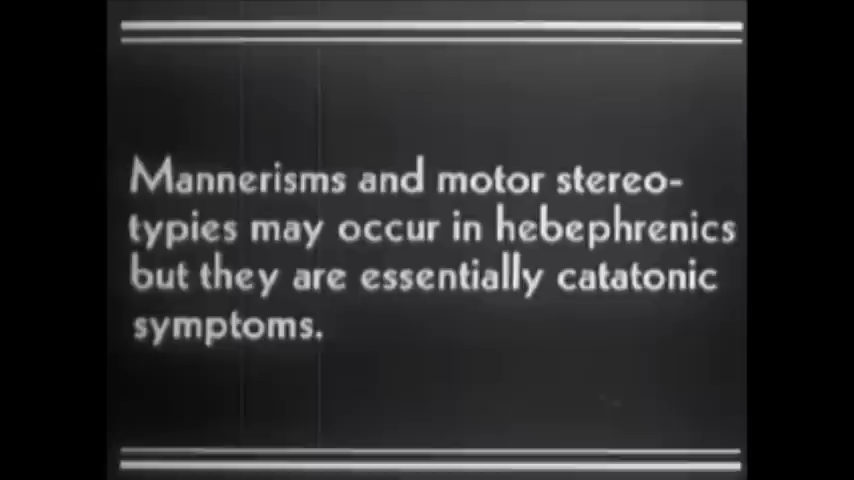 Mannerisms and motor stereo-
typies may occur in hebephrenics
but they are essentially catatonic
symptoms.